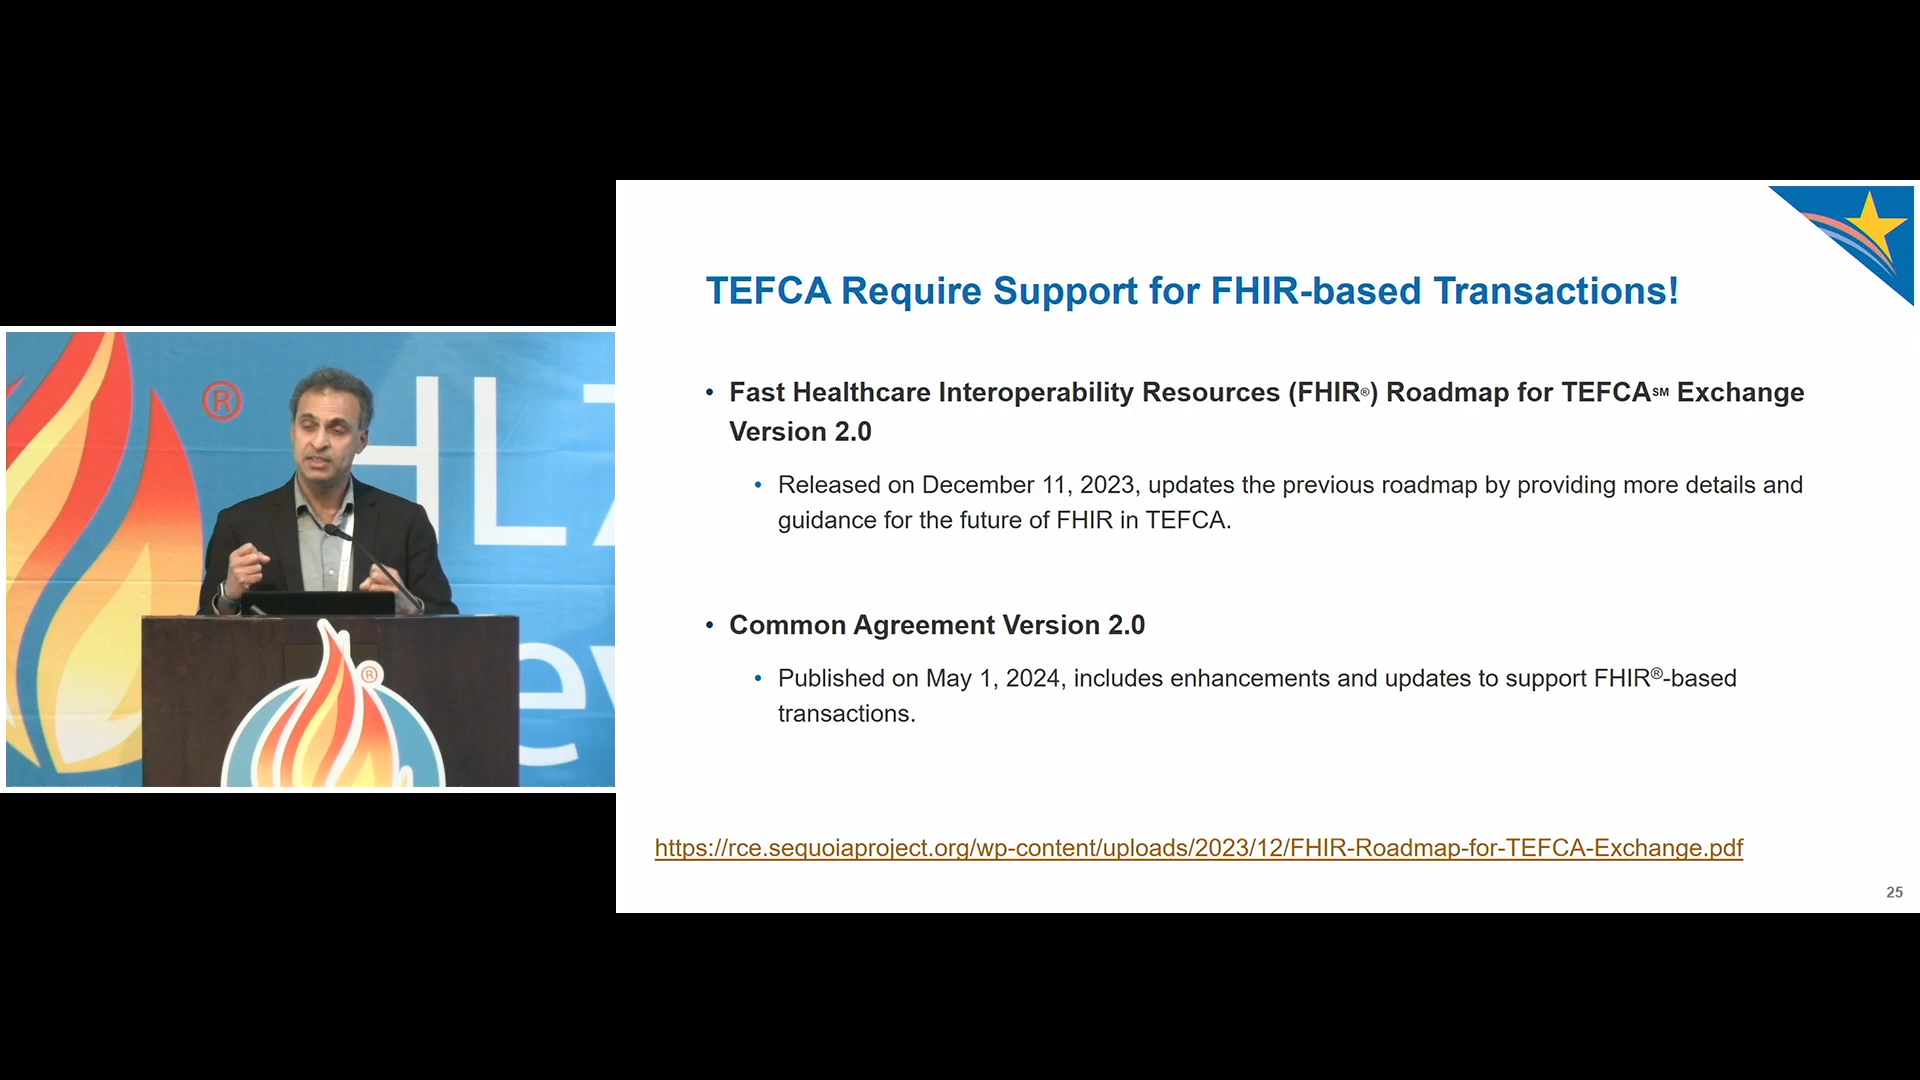 TEFCA Require Support for FHIR-based Transactions!
• Fast Healthcare Interoperability Resources (FHIR®) Roadmap for TEFCA℠ Exchange
Version 2.0
• Released on December 11, 2023, updates the previous roadmap by providing more details and
guidance for the future of FHIR in TEFCA.
• Common Agreement Version 2.0
• Published on May 1, 2024, includes enhancements and updates to support FHIR®-based
transactions.
https://rce.sequoiaproject.org/wp-content/uploads/2023/12/FHIR-Roadmap-for-TEFCA-Exchange.pdf
25
®
HL7
®